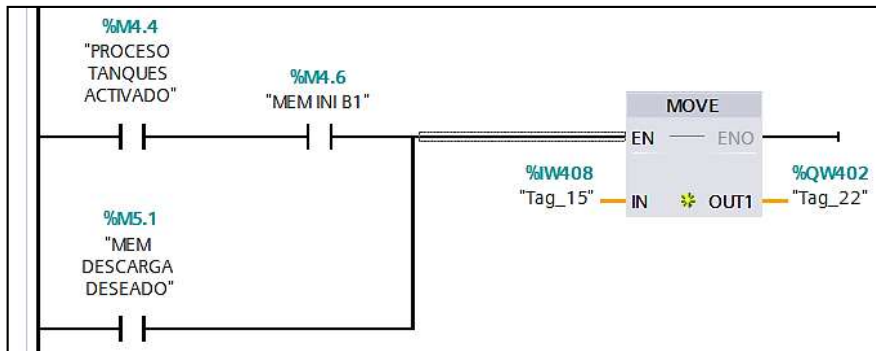 %M4.4
"PROCESO
TANQUES
ACTIVADO"
%M4.6
"MEM INI B1"
MOVE
EN
ENO
%IW408
"Tag_15"
IN
OUT1
%QW402
"Tag_22"
%M5.1
"MEM
DESCARGA
DESEADO"